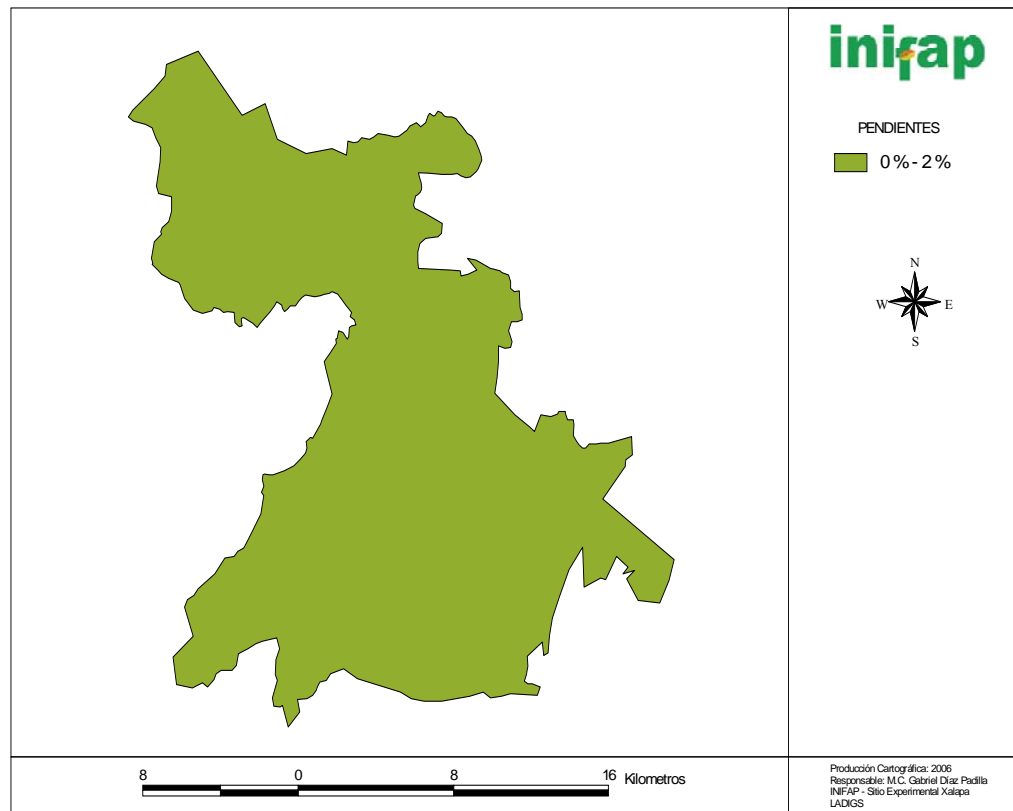 inifap
PENDIENTES
0%-2%
N
W E
S
8 0 8 16 Kilometros
Producción Cartográfica: 2006
Responsable: M.C. Gabriel Díaz Padilla
INIFAP - Sitio Experimental Xalapa
LADIGS